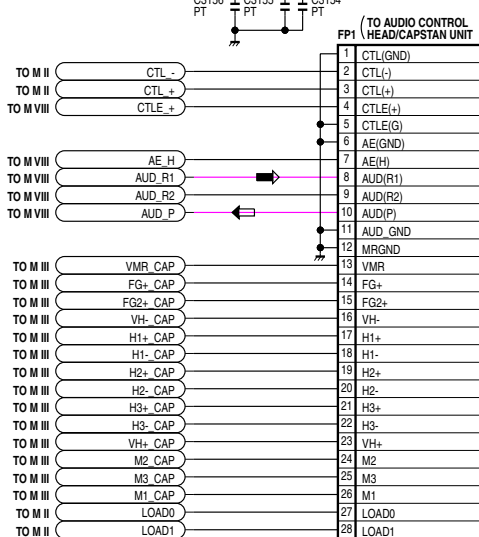 C3156 C3155 C3154
PT PT PT
FP1 TO AUDIO CONTROL
HEAD/CAPSTAN UNIT
1 CTL(GND)
TO M II CTL_- 2 CTL(-)
TO M II CTL_+ 3 CTL(+)
TO M VIII CTLE_+ 4 CTLE(+)
5 CTLE(G)
6 AE(GND)
TO M VIII AE_H 7 AE(H)
TO M VIII AUD_R1 8 AUD(R1)
TO M VIII AUD_R2 9 AUD(R2)
TO M VIII AUD_P 10 AUD(P)
11 AUD_GND
12 MRGND
TO M III VMR_CAP 13 VMR
TO M III FG+_CAP 14 FG+
TO M III FG2+_CAP 15 FG2+
TO M III VH-_CAP 16 VH-
TO M III H1+_CAP 17 H1+
TO M III H1-_CAP 18 H1-
TO M III H2+_CAP 19 H2+
TO M III H2-_CAP 20 H2-
TO M III H3+_CAP 21 H3+
TO M III H3-_CAP 22 H3-
TO M III VH+_CAP 23 VH+
TO M III M2_CAP 24 M2
TO M III M3_CAP 25 M3
TO M III M1_CAP 26 M1
TO M II LOAD0 27 LOAD0
TO M II LOAD1 28 LOAD1